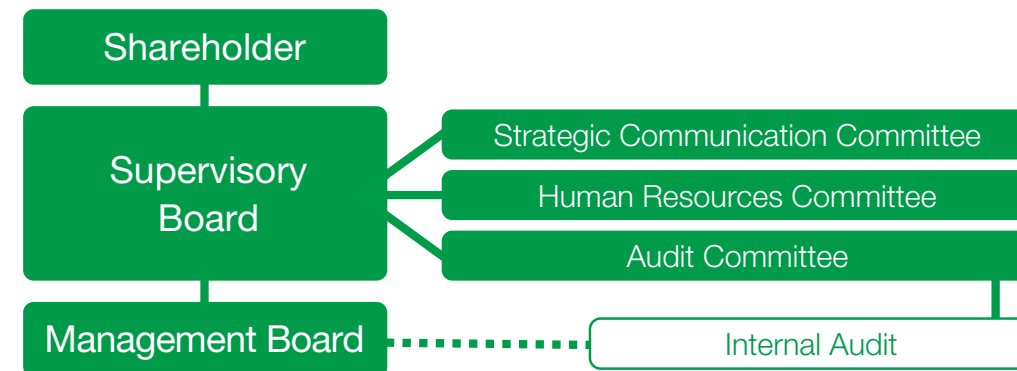 Shareholder
Supervisory
Board
Strategic Communication Committee
Human Resources Committee
Audit Committee
Management Board
Internal Audit